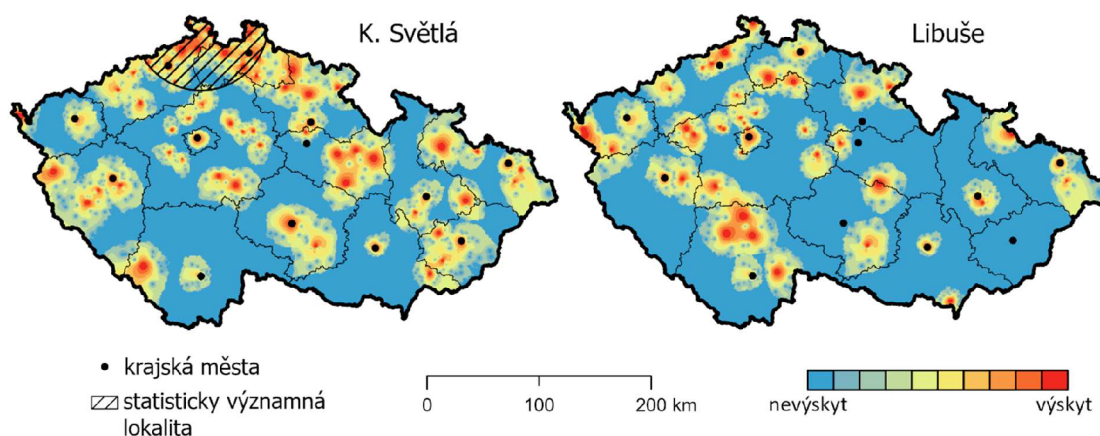 K. Světlá
Libuše
krajská města
statisticky významná
lokalita
0 100 200 km
nevýskyt výskyt